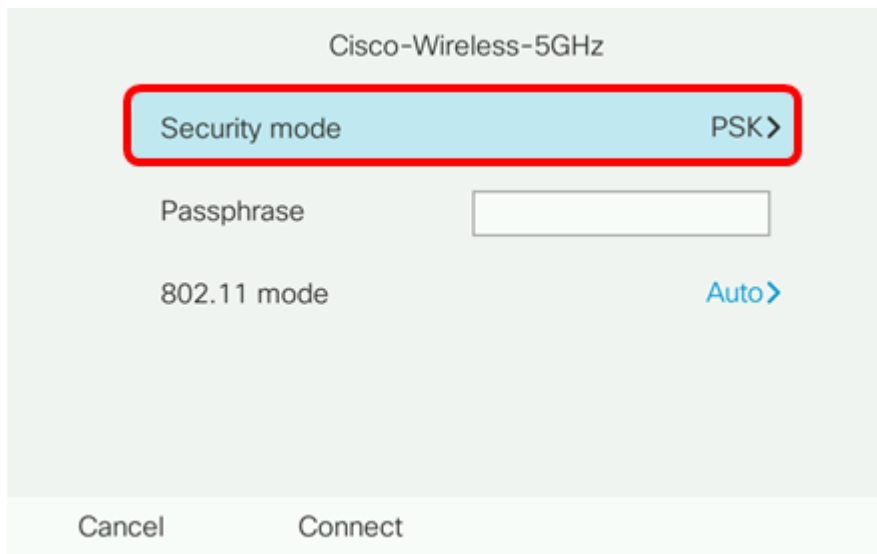 Cisco-Wireless-5GHz
Security mode PSK
Passphrase
802.11 mode Auto
Cancel Connect